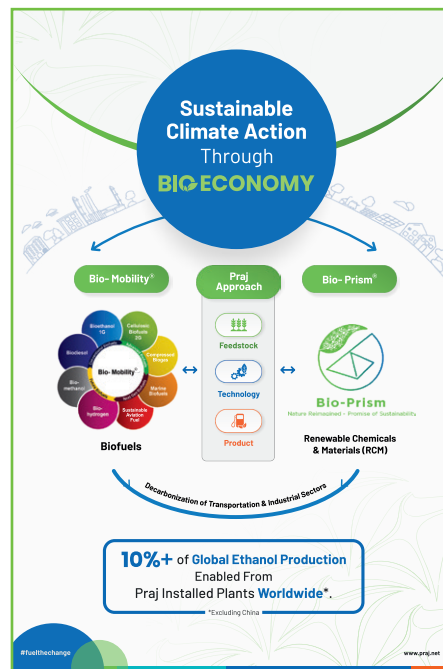 Sustainable
Climate Action
Through
BIOECONOMY
Bio- Mobility®
Praj
Approach
Bio- Prism®
Bioethanol
1G
Cellulosic
Biofuels
2G
Compressed
Biogas
Marine
Biofuels
Sustainable
Aviation
Fuel
Bio-
hydrogen
Bio-
methanol
Biodiesel
Bio- Mobility®
Biofuels
Feedstock
Technology
Product
Bio-Prism
Nature Reimagined – Promise of Sustainability
Renewable Chemicals
& Materials (RCM)
Decarbonization of Transportation & Industrial Sectors
10%+ of Global Ethanol Production
Enabled From
Praj Installed Plants Worldwide*.
*Excluding China
#fuelthechange
www.praj.net